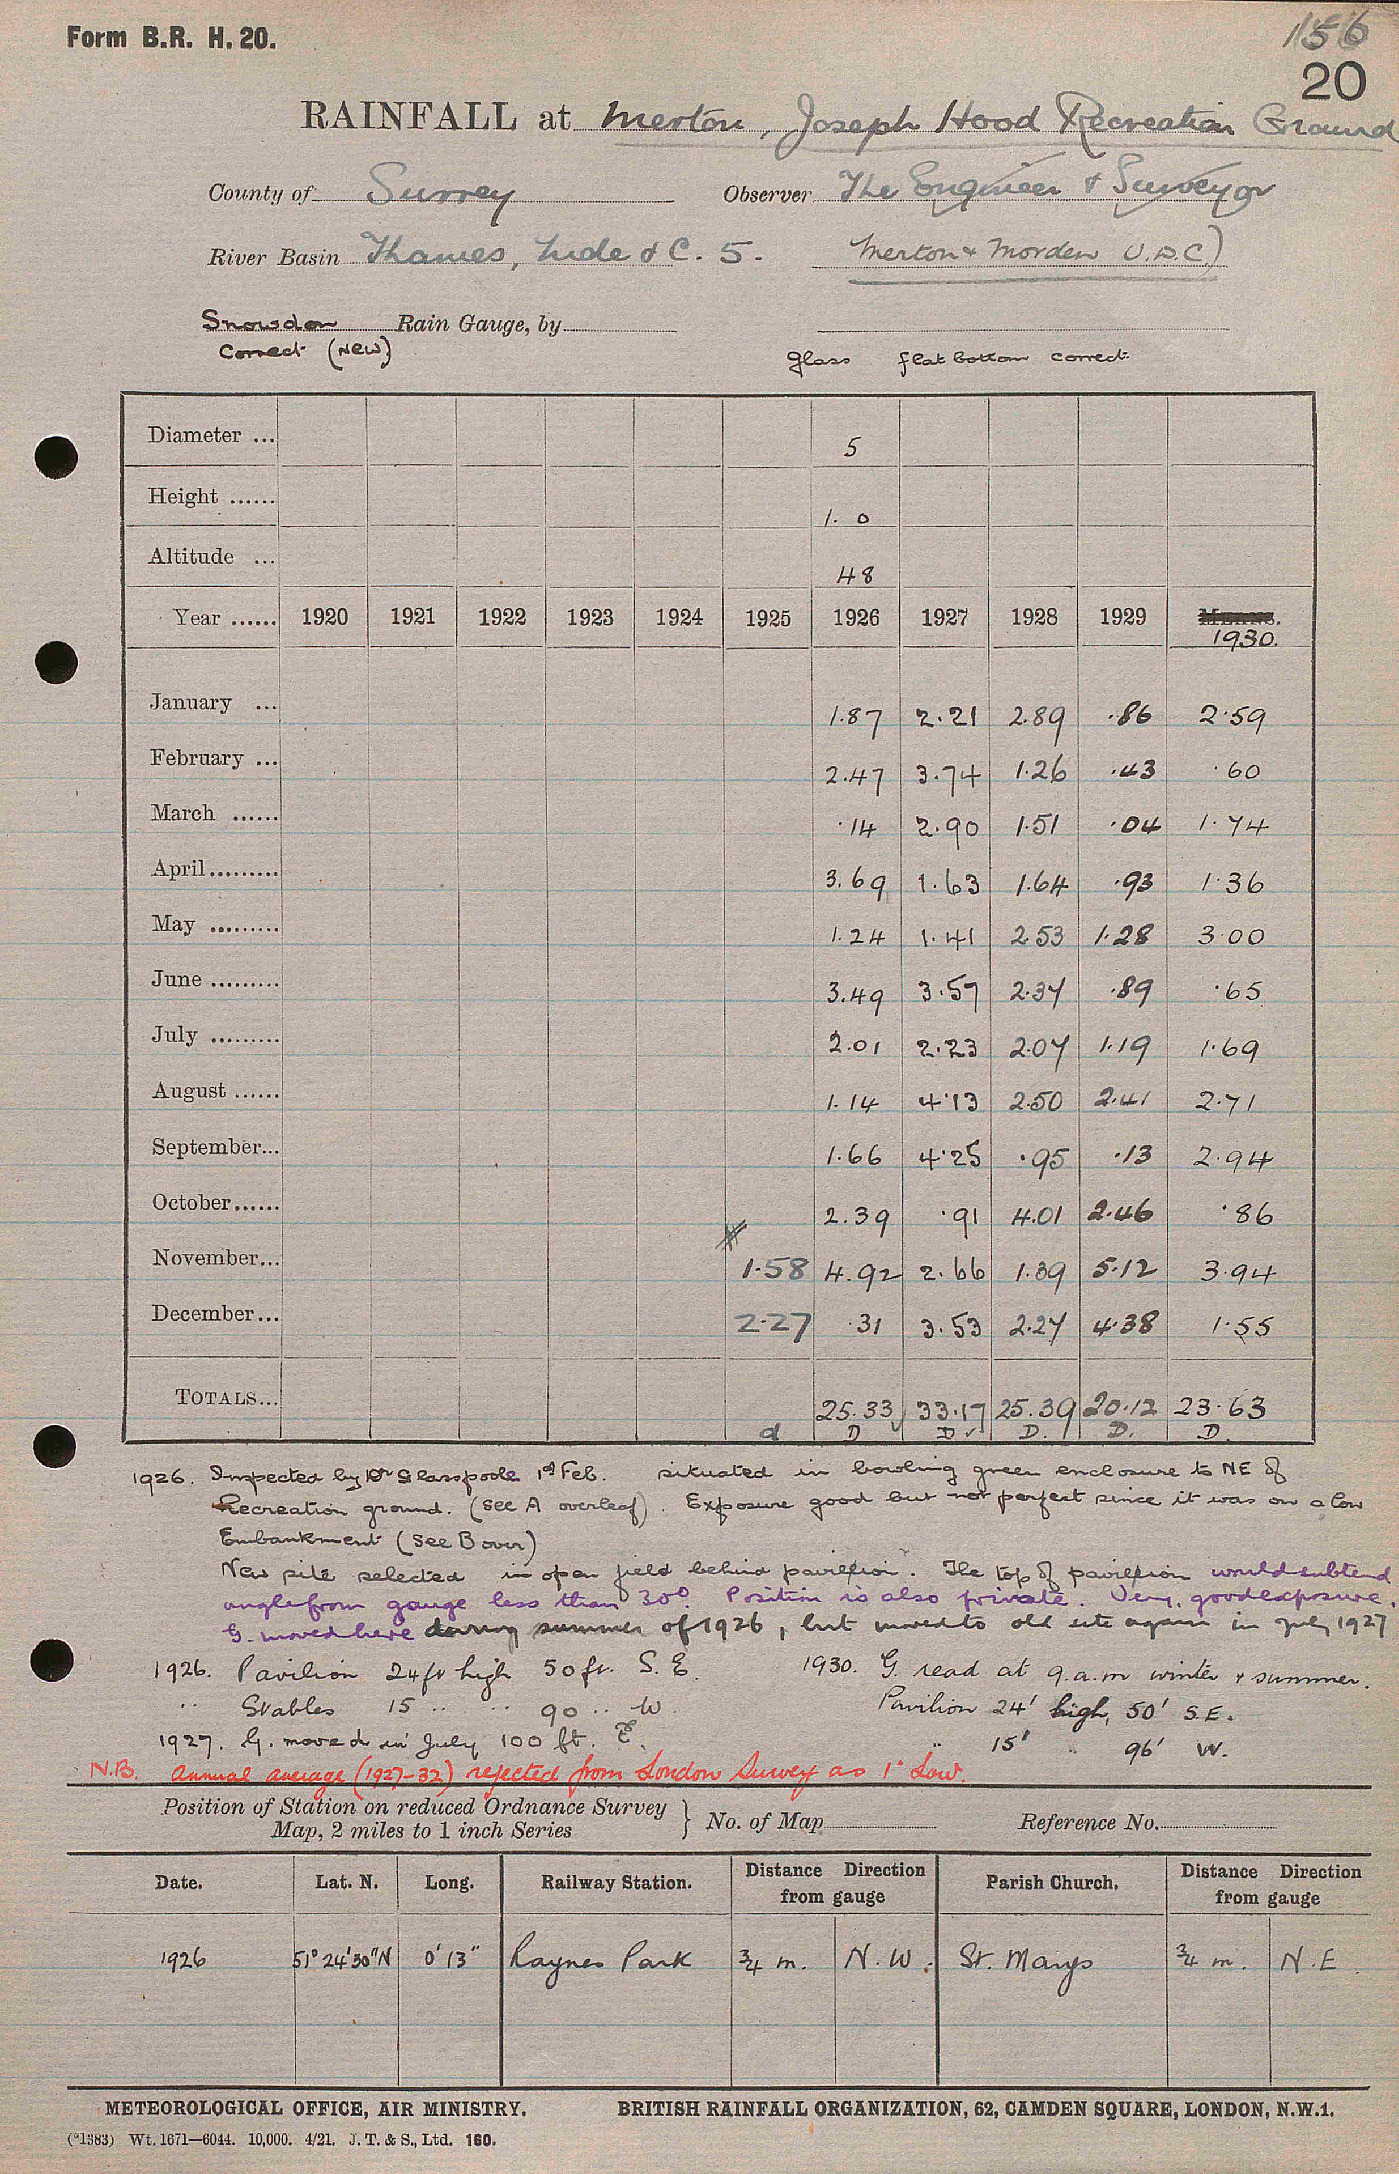 Form B.R. H. 20.
156
20
RAINFALL at Merton, Joseph Hood Recreation Ground
County of Surrey Observer The Engineer & Surveyor
River Basin Thames, Lude & C. 5. Merton & Morden U.D.C)
Snowsdon Rain Gauge, by
Correct (New) glass flat bottom correct
Diameter ... 5
Height ...... 1. 0
Altitude ... 48
Year ...... 1920 1921 1922 1923 1924 1925 1926 1927 1928 1929 Means.
1930.
January ... 1.87 2.21 2.89 .86 2.59
February ... 2.47 3.74 1.26 .43 .60
March ...... .14 2.90 1.51 .04 1.74
April......... 3.69 1.63 1.64 .93 1.36
May ......... 1.24 1.41 2.53 1.28 3.00
June ......... 3.49 3.57 2.37 .89 .65
July ......... 2.01 2.23 2.07 1.19 1.69
August ...... 1.14 4.13 2.50 2.41 2.71
September... 1.66 4.25 .95 .13 2.94
October...... 2.39 .91 4.01 2.46 .86
November... 1.58 4.92 2.66 1.39 5.12 3.94
December... 2.27 .31 3.53 2.27 4.38 1.55
TOTALS... 25.33 33.17 25.39 20.12 23.63
d D D D. D. D.
1926. Inspected by Dr Glasspoole 1st Feb. situated in bowling green enclosure to NE of
Recreation ground. (see A overleaf). Exposure good but not perfect since it was on a low
Embankment (see B over)
New site selected in open field behind pavilion. The top of pavilion would subtend
angle from gauge less than 30°. Position is also private. Very good exposure.
G. moved here during summer of 1926, but moved to old site again in July 1927
1926. Pavilion 24 ft high 50 ft. S.E. 1930. G. read at 9.a.m winter & summer.
" Stables 15 " " 90 " W. Pavilion 24' high, 50' S.E.
1927. G. moved in July 100 ft. E. " 15' " 96' W.
N.B. Annual average (1927-32) rejected from London Survey as 1" Low.
Position of Station on reduced Ordnance Survey
Map, 2 miles to 1 inch Series } No. of Map Reference No.
Date. Lat. N. Long. Railway Station. Distance Direction from gauge Parish Church. Distance Direction from gauge
1926 51° 24' 30" N 0' 13" Raynes Park ¾ m. N.W. St. Marys ¾ m. N.E.
METEOROLOGICAL OFFICE, AIR MINISTRY. BRITISH RAINFALL ORGANIZATION, 62, CAMDEN SQUARE, LONDON, N.W.1.
(*1383) Wt. 1671—6044. 10,000. 4/21. J. T. & S., Ltd. 160.